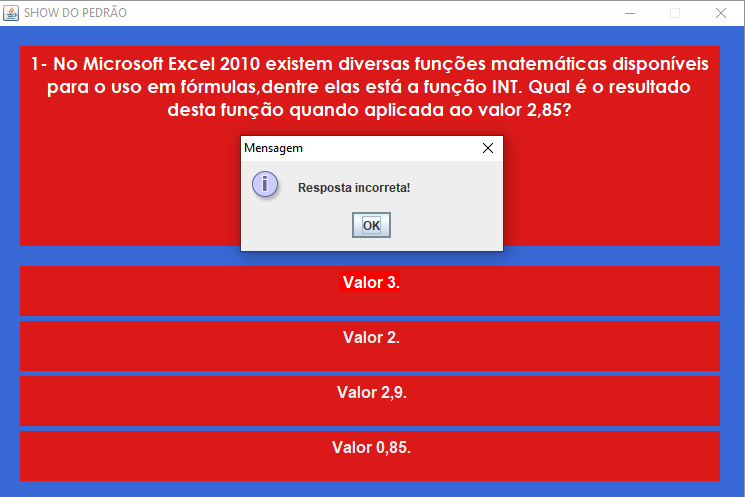 SHOW DO PEDRÃO
1- No Microsoft Excel 2010 existem diversas funções matemáticas disponíveis
para o uso em fórmulas,dentre elas está a função INT. Qual é o resultado
desta função quando aplicada ao valor 2,85?
Mensagem
Resposta incorreta!
OK
Valor 3.
Valor 2.
Valor 2,9.
Valor 0,85.